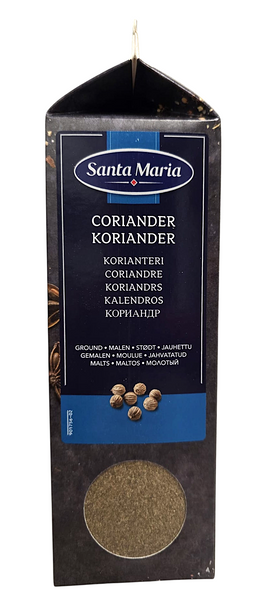 Santa Maria
CORIANDER
KORIANDER
KORIANTERI
CORIANDRE
KORIANDRS
KALENDROS
КОРИАНДР
GROUND • MALEN • STØDT • JAUHETTU
GEMALEN • MOULUE • JAHVATATUD
MALTS • MALTOS • МОЛОТЫЙ